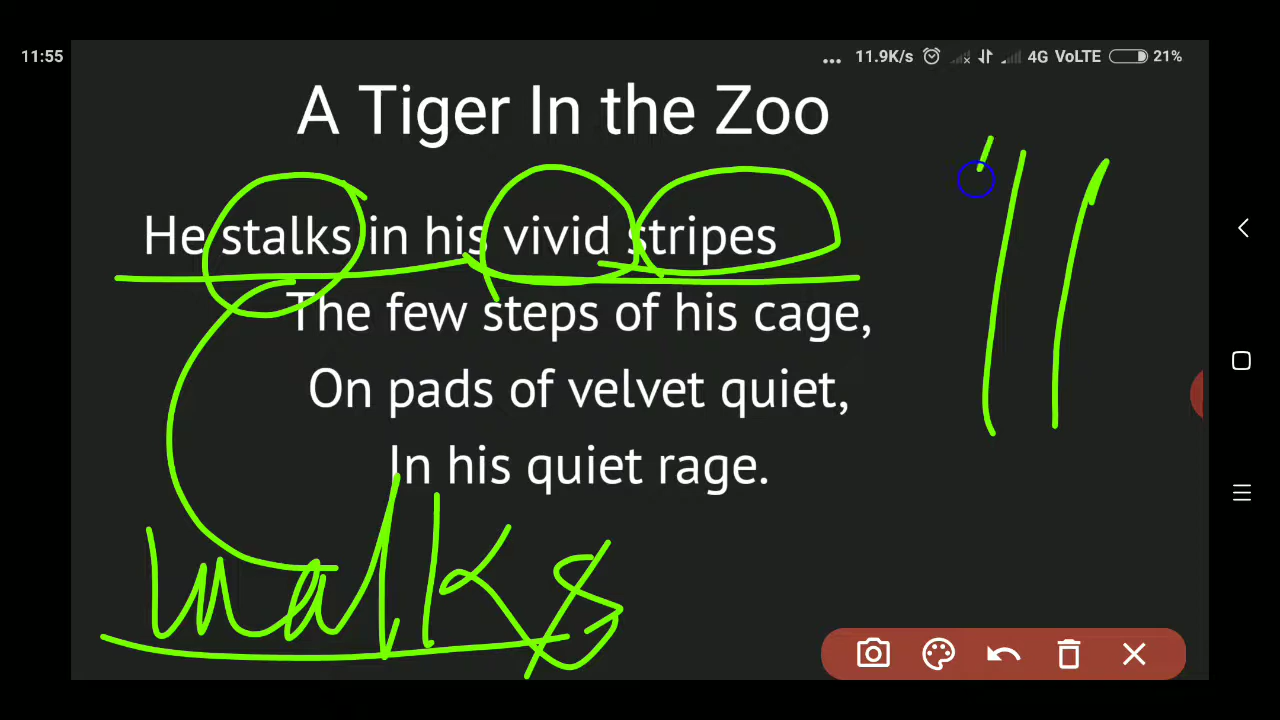 11:55
... 11.9K/s 4G VoLTE 21%
A Tiger In the Zoo
He stalks in his vivid stripes
The few steps of his cage,
On pads of velvet quiet,
In his quiet rage.
walks